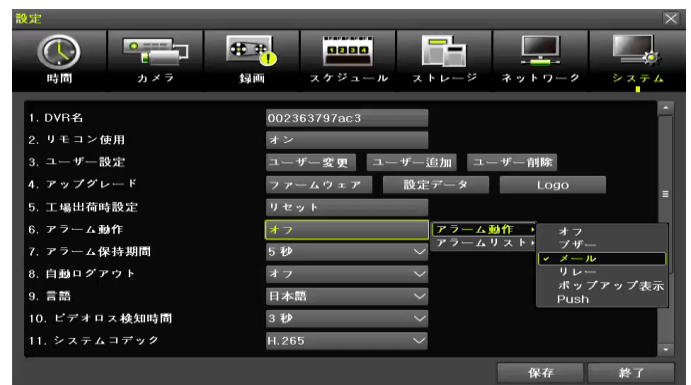 設定
時間 カメラ 録画 スケジュール ストレージ ネットワーク システム
1. DVR名 002363797ac3
2. リモコン使用 オン
3. ユーザー設定 ユーザー変更 ユーザー追加 ユーザー削除
4. アップグレード ファームウェア 設定データ Logo
5. 工場出荷時設定 リセット
6. アラーム動作 オフ アラーム動作 オフ
アラームリスト ブザー
7. アラーム保持期間 5 秒 メール
8. 自動ログアウト オフ リレー
ポップアップ表示
9. 言語 日本語 Push
10. ビデオロス検知時間 3 秒
11. システムコデック H.265
保存 終了